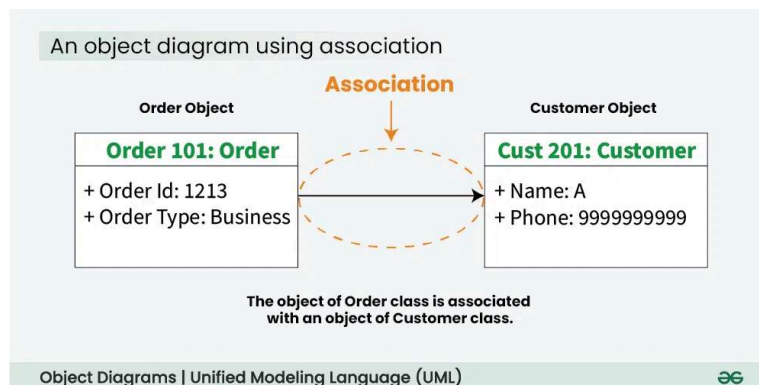 An object diagram using association
Association
Order Object
Customer Object
Order 101: Order
+ Order Id: 1213
+ Order Type: Business
Cust 201: Customer
+ Name: A
+ Phone: 9999999999
The object of Order class is associated
with an object of Customer class.
Object Diagrams | Unified Modeling Language (UML)